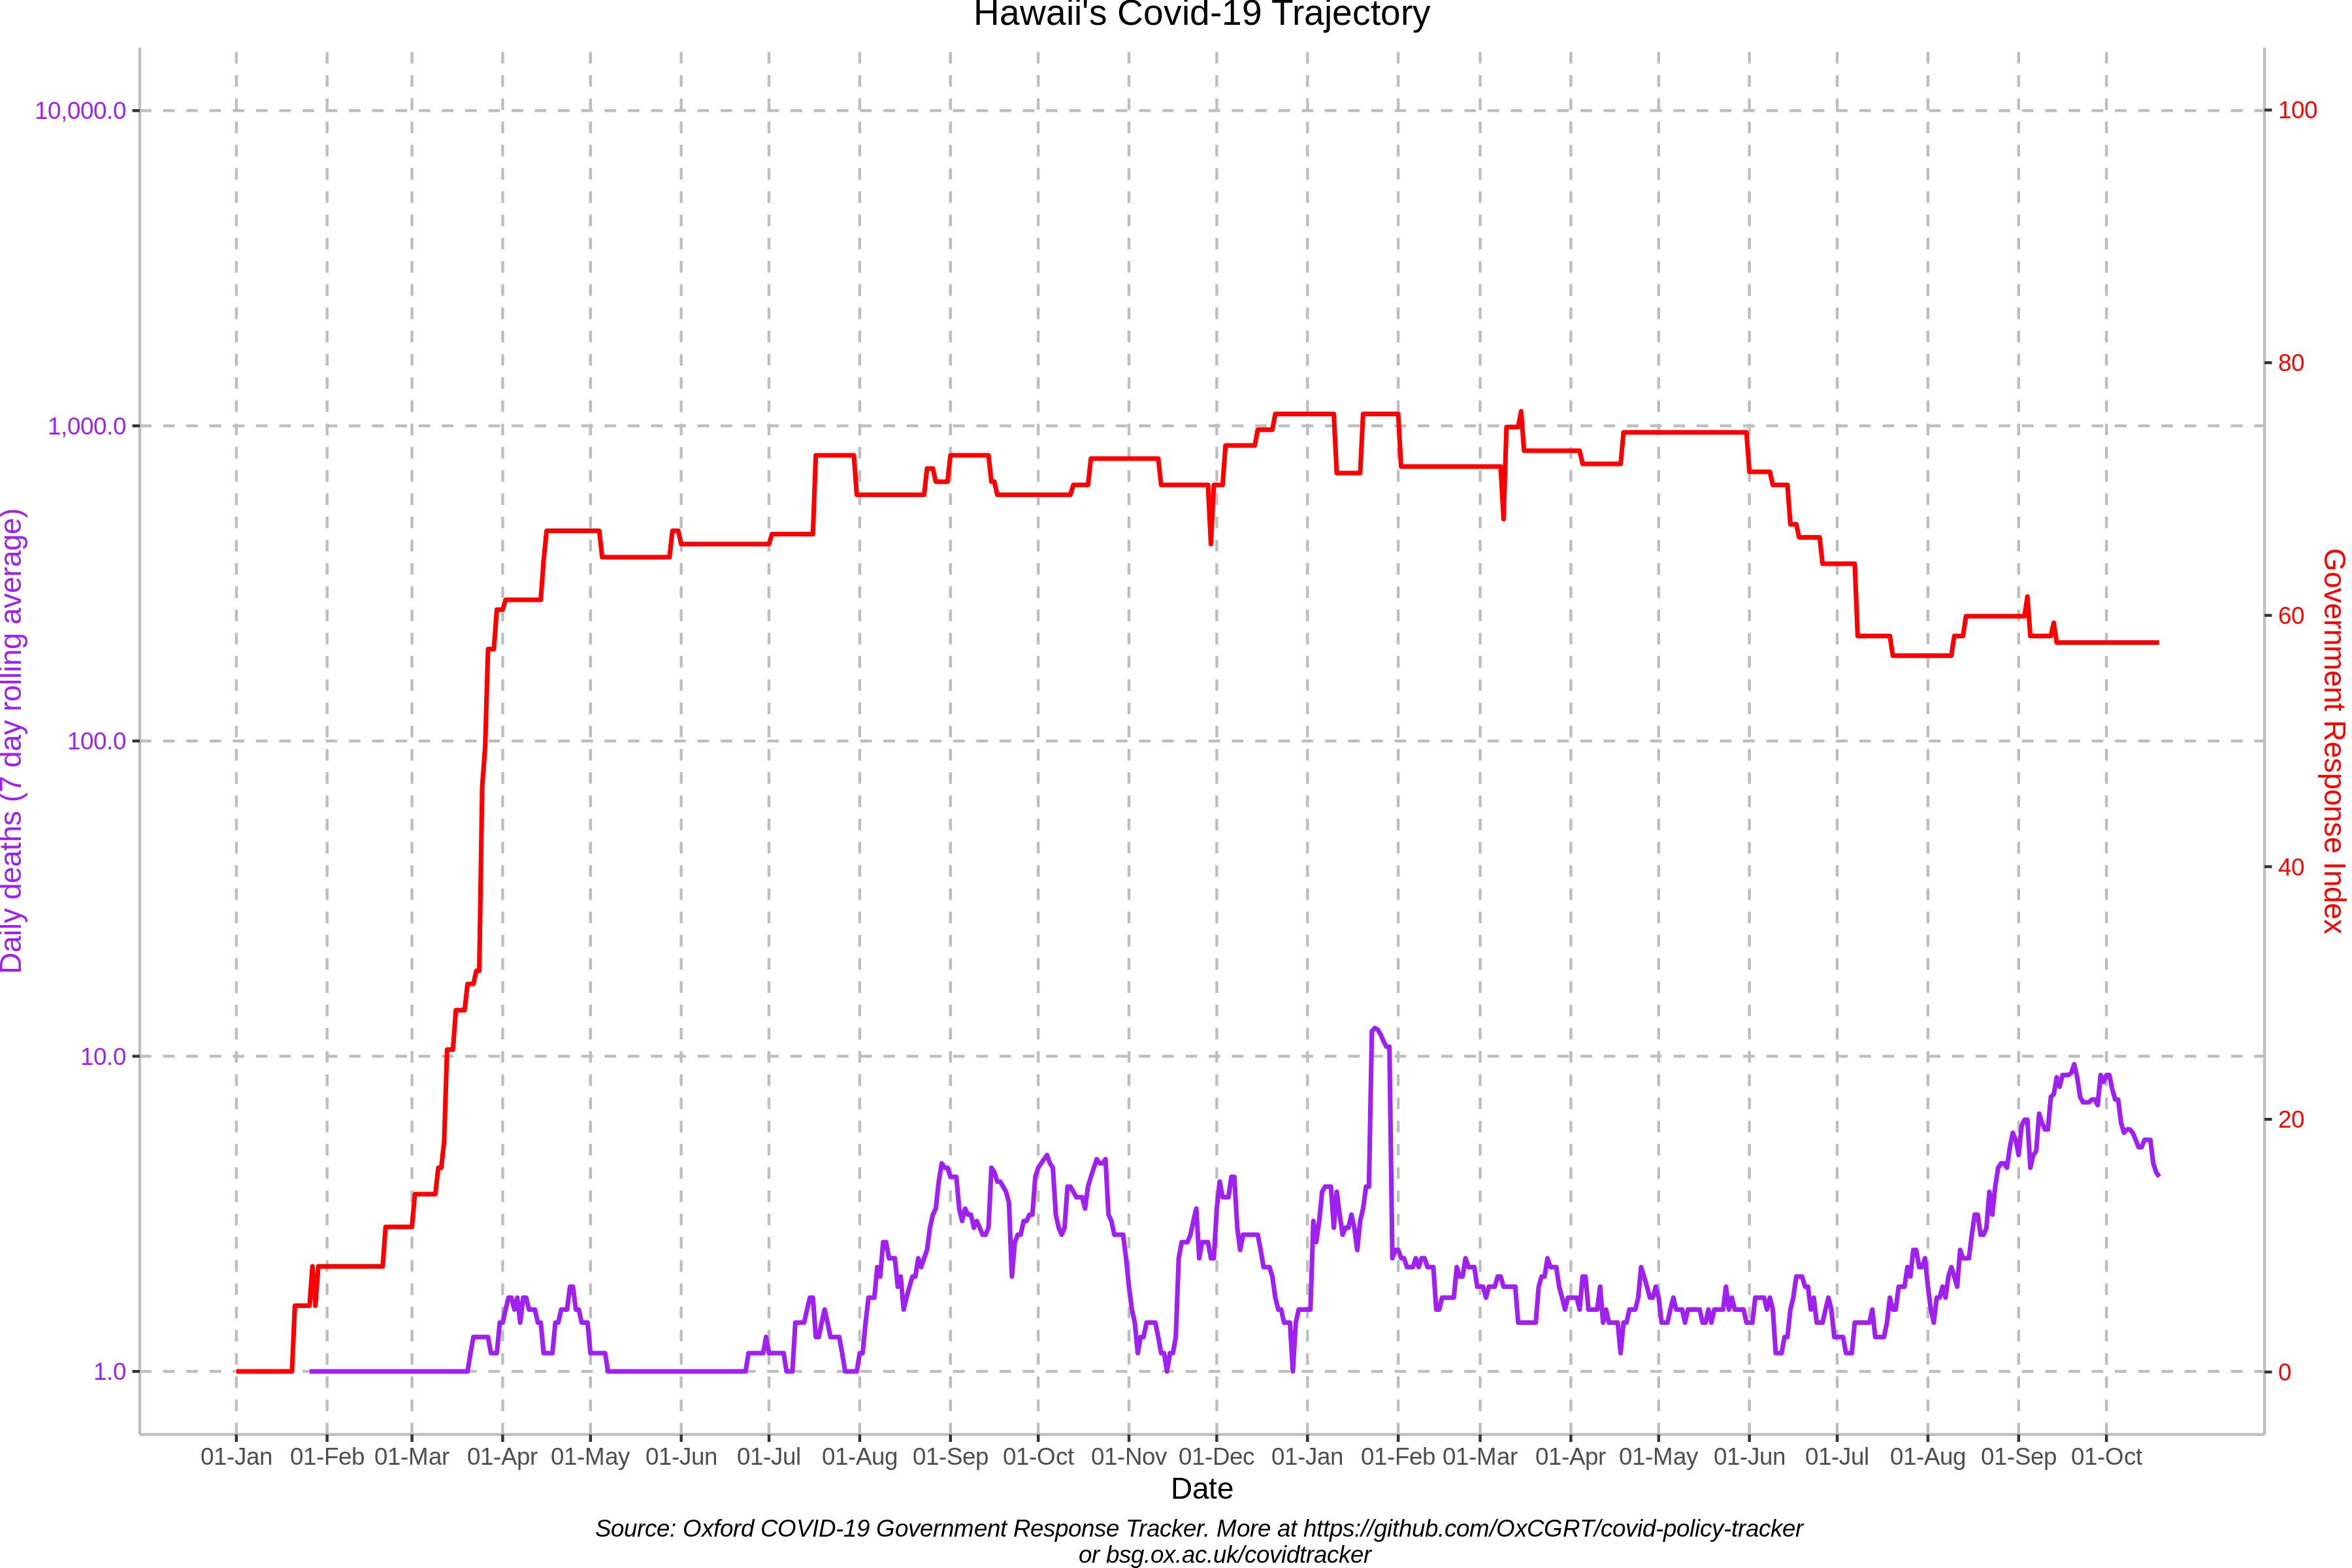 Hawaii's Covid-19 Trajectory
Daily deaths (7 day rolling average)
10,000.0
1,000.0
100.0
10.0
1.0
100
80
60
40
20
0
Government Response Index
01-Jan 01-Feb 01-Mar 01-Apr 01-May 01-Jun 01-Jul 01-Aug 01-Sep 01-Oct 01-Nov 01-Dec 01-Jan 01-Feb 01-Mar 01-Apr 01-May 01-Jun 01-Jul 01-Aug 01-Sep 01-Oct
Date
Source: Oxford COVID-19 Government Response Tracker. More at https://github.com/OxCGRT/covid-policy-tracker
or bsg.ox.ac.uk/covidtracker